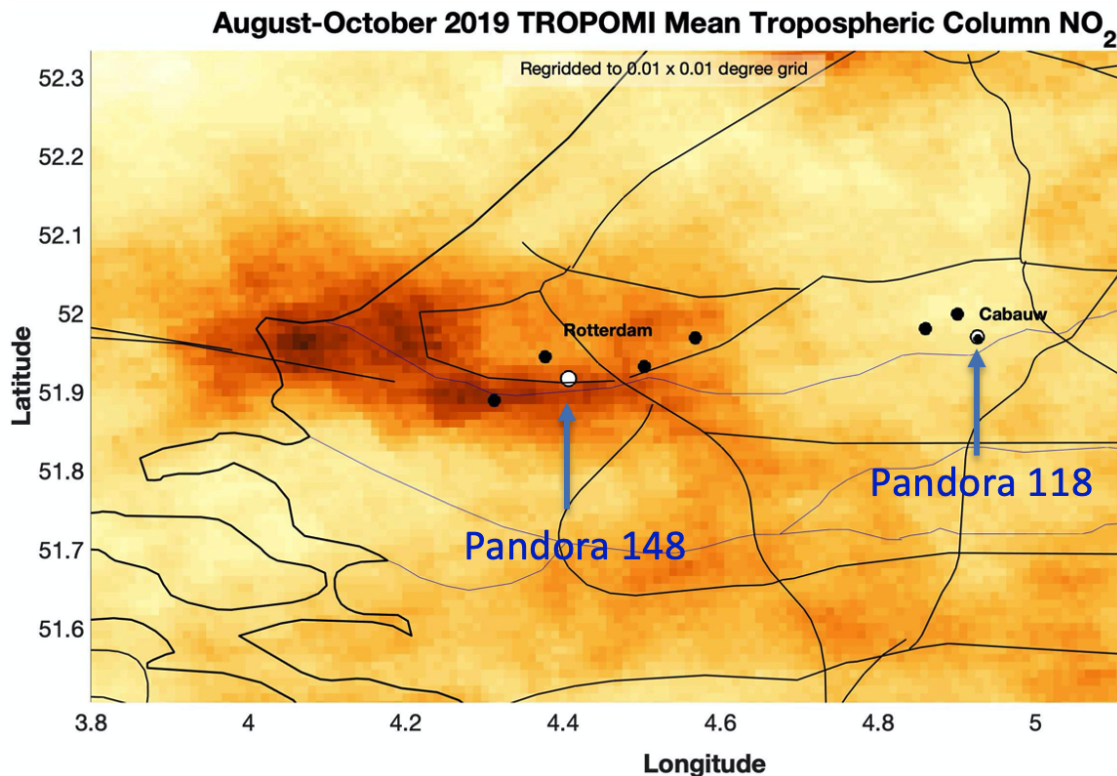 August-October 2019 TROPOMI Mean Tropospheric Column NO2
Regridded to 0.01 x 0.01 degree grid
52.3
52.2
52.1
52
51.9
51.8
51.7
51.6
Latitude
Rotterdam
Cabauw
Pandora 118
Pandora 148
3.8 4 4.2 4.4 4.6 4.8 5
Longitude